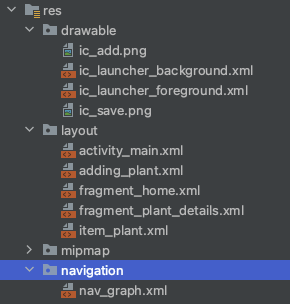 res
drawable
ic_add.png
ic_launcher_background.xml
ic_launcher_foreground.xml
ic_save.png
layout
activity_main.xml
adding_plant.xml
fragment_home.xml
fragment_plant_details.xml
item_plant.xml
mipmap
navigation
nav_graph.xml